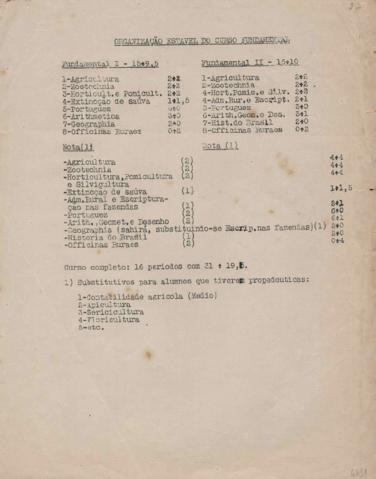 ORGANIZAÇÃO ESTAVEL DO CURSO FUNDAMENTAL
Fundamental I - 15+9,5
1-Agricultura 2+2
2-Zootechnia 2+2
3-Horticult.e Pomicult. 2+2
4-Extincção de saúva 1+1,5
5-Portuguez 3+0
6-Arithmetica 3+0
7-Geographia 2+0
8-Officinas Ruraes 0+2
Fundamental II - 15+10
1-Agricultura 2+2
2-Zootechnia 2+2
3-Hort.Pomic.e Silv. 2+2
4-Adm.Rur.e Escript. 2+1
5-Portuguez 3+0
6-Arith.Geom.e Des. 3+1
7-Hist.do Brasil 2+0
8-Officinas Ruraes 0+2
Nota(1) Nota (1)
-Agricultura (2) 4+4
-Zootechnia (2) 4+4
-Horticultura,Pomicultura (2)
e Silvicultura 4+4
-Extincção de saúva (1) 1+1,5
-Adm.Rural e Escriptura-
ção nas fazendas (1) 2+1
-Portuguez (2) 6+0
-Arith.,Geomet.e Desenho (2) 6+1
-Geographia (sahirá, substituindo-se Escrip.nas fazendas)(1) 2+0
-Historia do Brasil (1) 2+0
-Officinas Ruraes (2) 0+4
Curso completo: 16 periodos com 31 + 19,5.
1) Substitutivos para alumnos que tiverem propedeuticas:
1-Contabilidade agricola (Medio)
2-Apicultura
3-Sericicultura
4-Floricultura
5-etc.